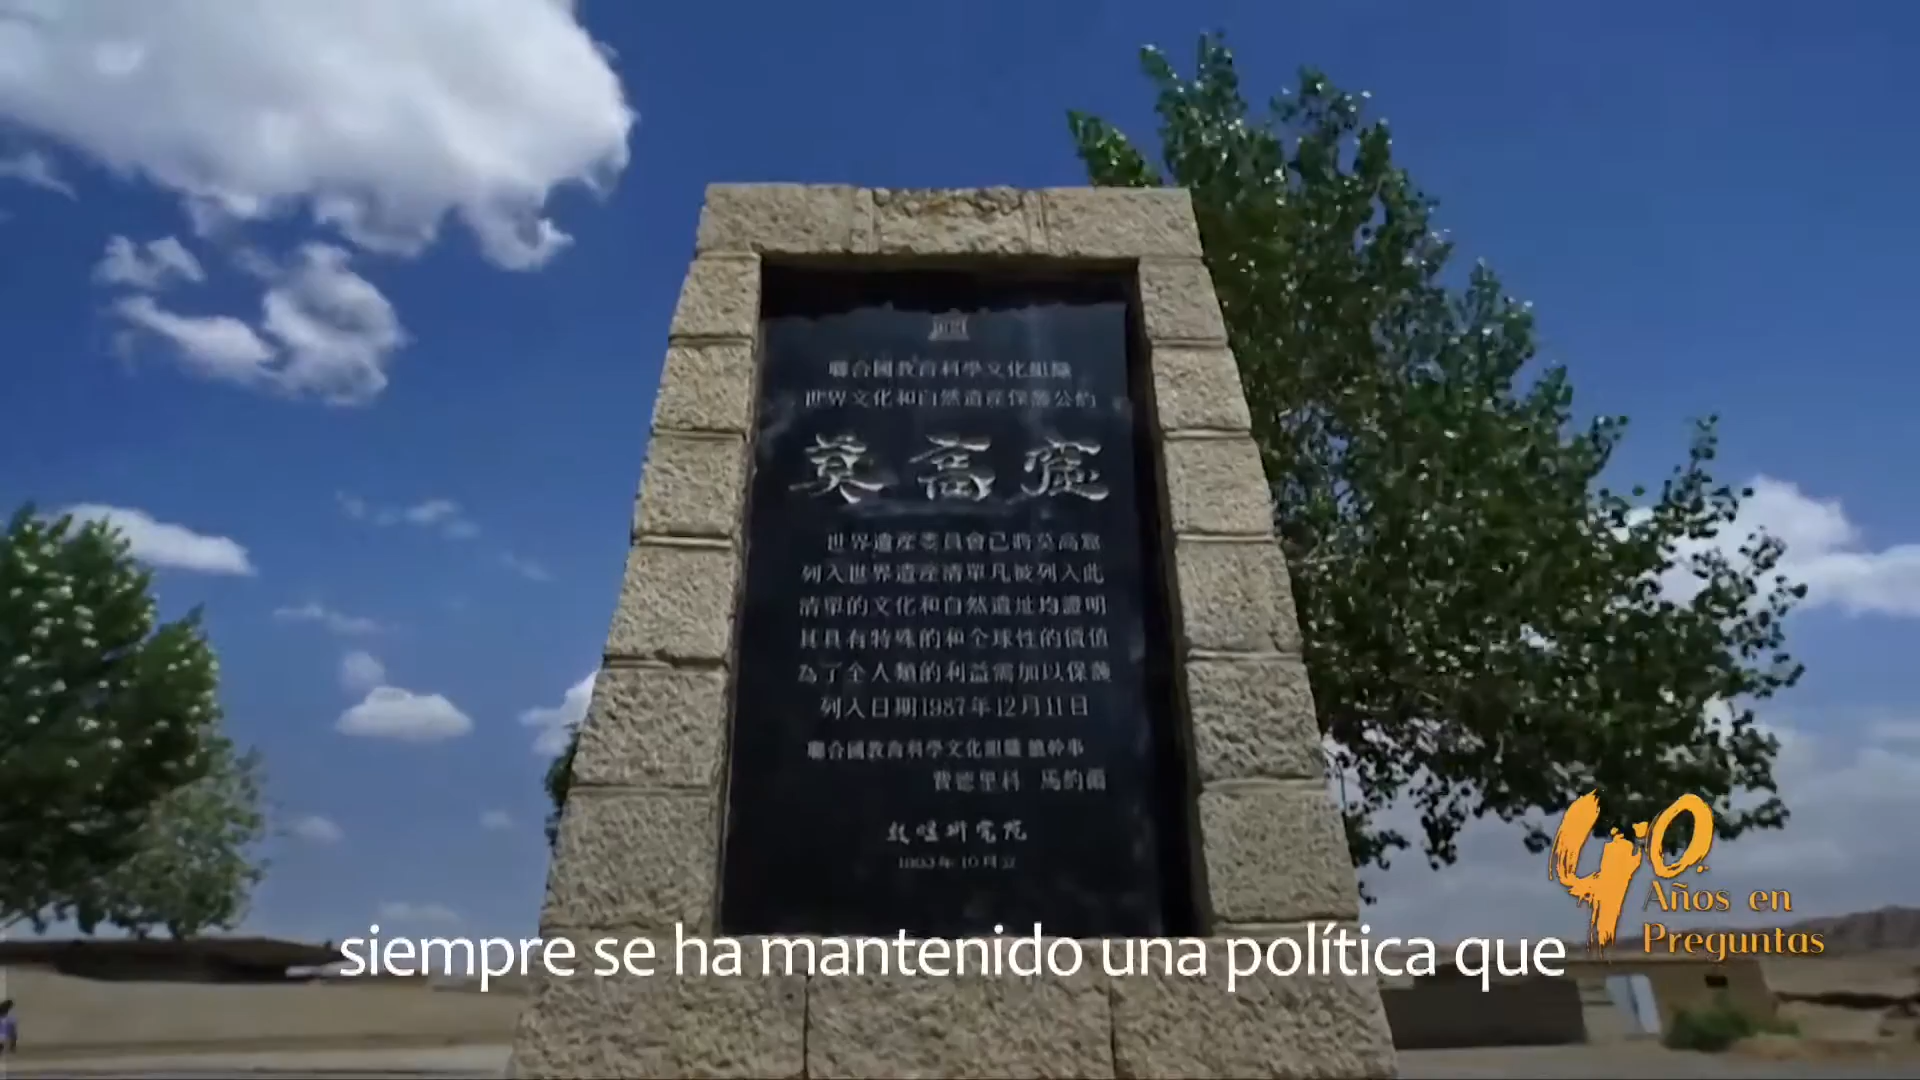 聯合國教育科學文化組織
世界文化和自然遺產保護公約
莫高窟
世界遺産委員會已將莫高窟
列入世界遺産清單凡被列入此
清單的文化和自然遺址均證明
其具有特殊的和全球性的價值
為了全人類的利益需加以保護
列入日期1987年12月11日
聯合國教育科學文化組織 總幹事
費德里科 馬約爾
敦煌研究院
siempre se ha mantenido una política que
40
Años en
Preguntas